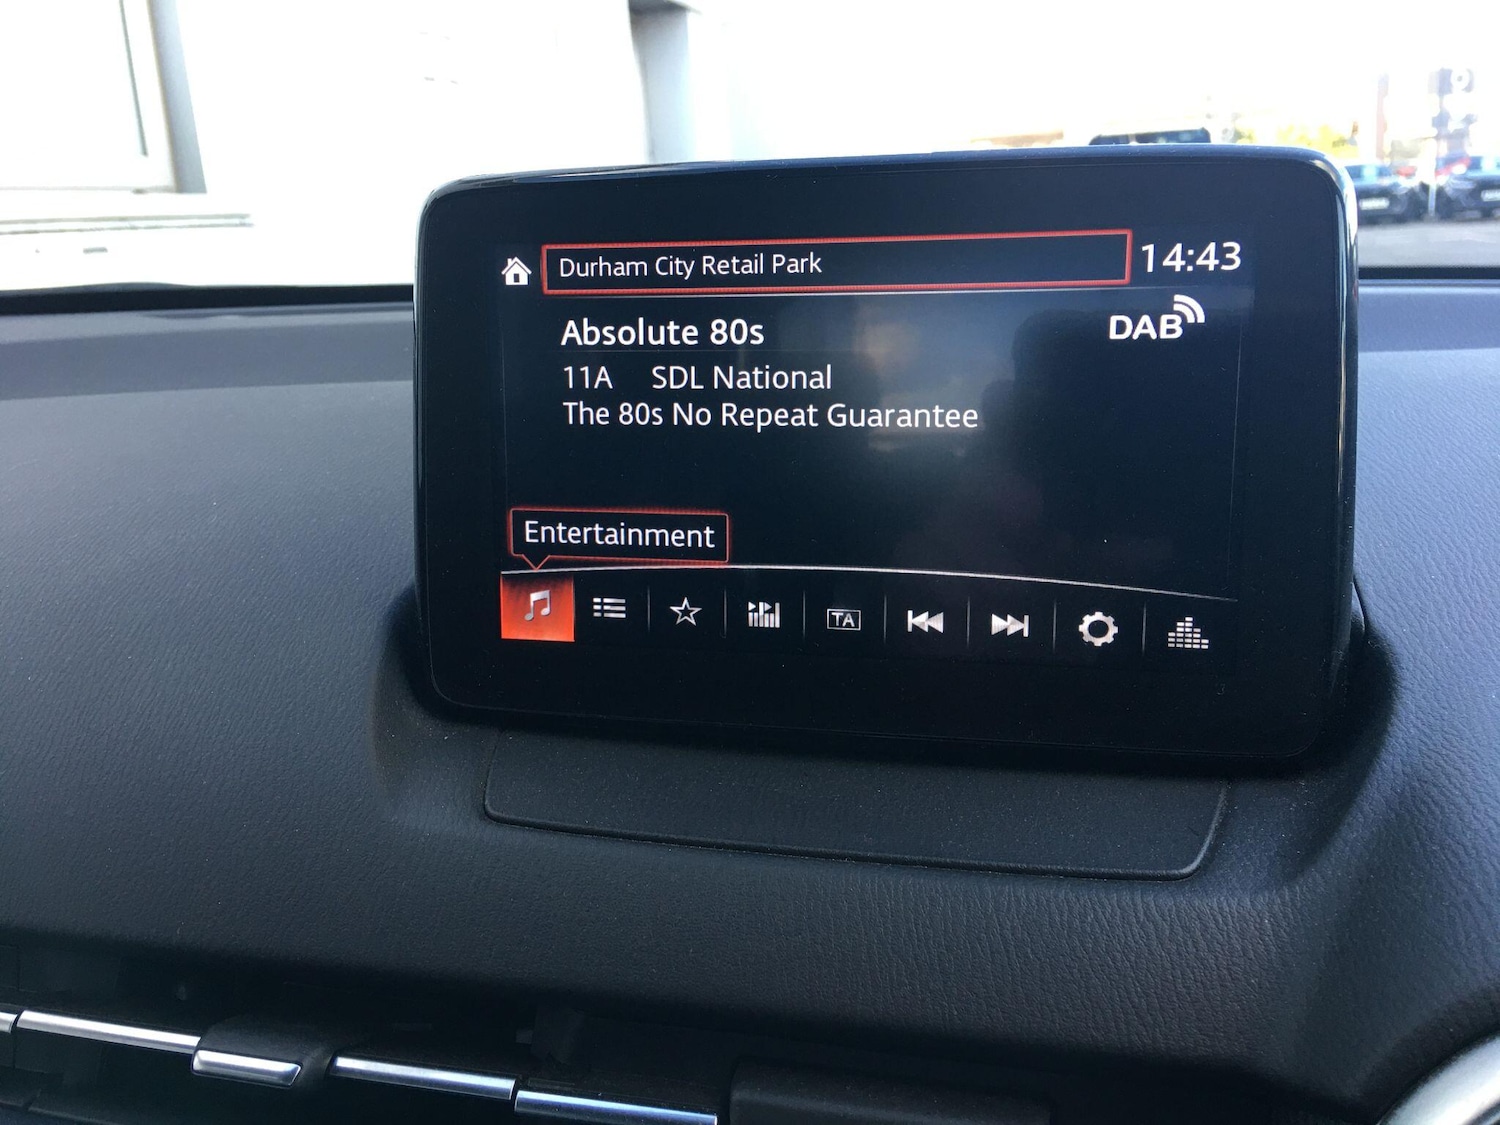 Durham City Retail Park 14:43
Absolute 80s DAB
11A SDL National
The 80s No Repeat Guarantee
Entertainment
TA